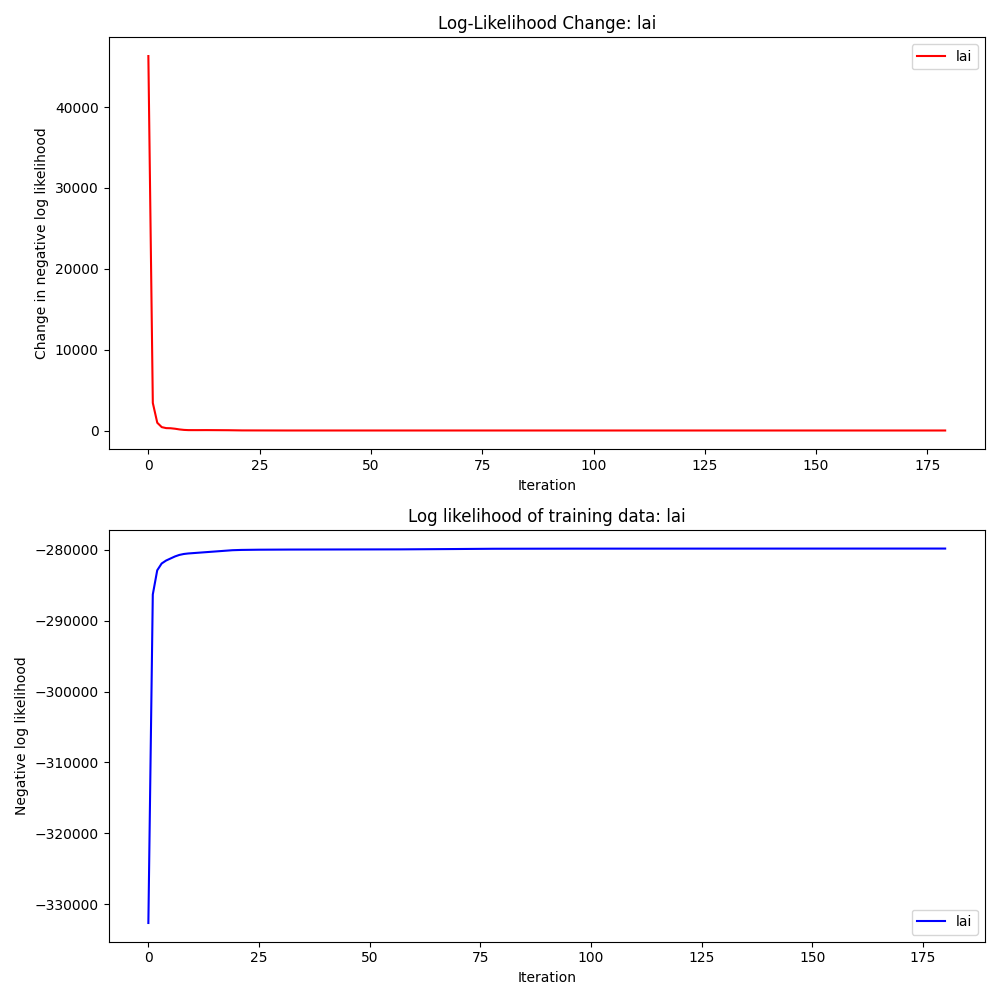 Log-Likelihood Change: lai
lai
Change in negative log likelihood
40000
30000
20000
10000
0
0 25 50 75 100 125 150 175
Iteration
Log likelihood of training data: lai
Negative log likelihood
−280000
−290000
−300000
−310000
−320000
−330000
lai
0 25 50 75 100 125 150 175
Iteration